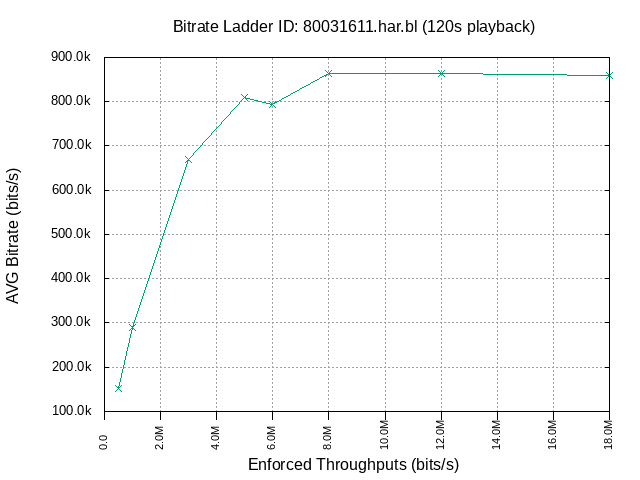 Bitrate Ladder ID: 80031611.har.bl (120s playback)
900.0k
800.0k
700.0k
600.0k
500.0k
400.0k
300.0k
200.0k
100.0k
AVG Bitrate (bits/s)
0.0
2.0M
4.0M
6.0M
8.0M
10.0M
12.0M
14.0M
16.0M
18.0M
Enforced Throughputs (bits/s)